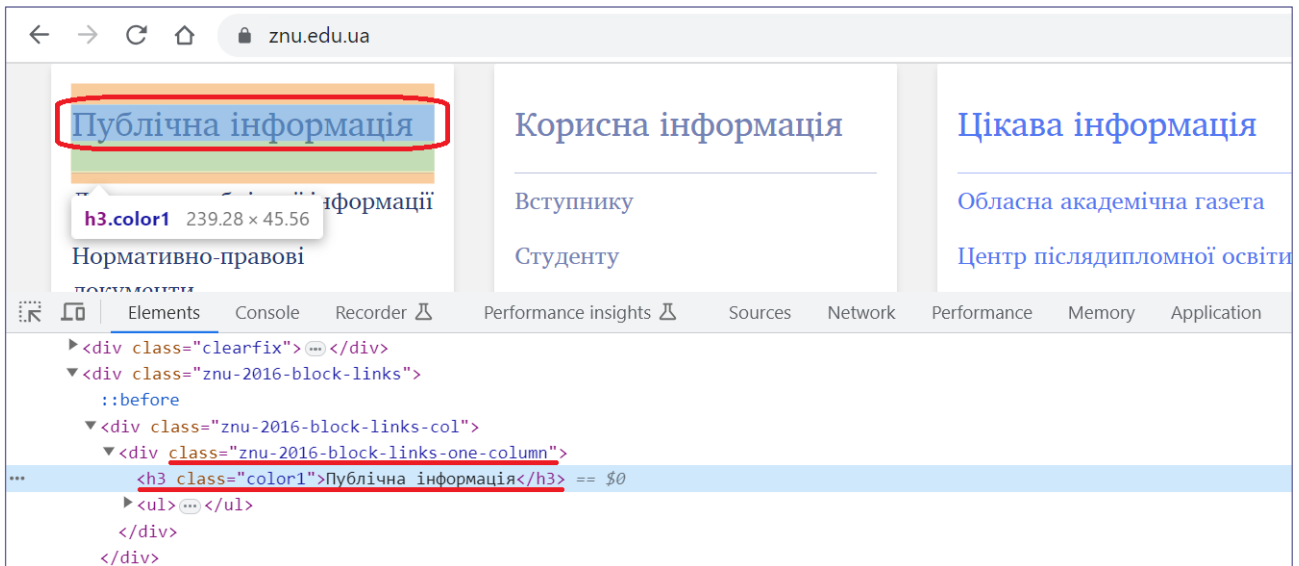 znu.edu.ua
Публічна інформація Корисна інформація Цікава інформація
інформації Вступнику Обласна академічна газета
h3.color1 239.28 × 45.56
Нормативно-правові Студенту Центр післядипломної освіти
документи
Elements Console Recorder Performance insights Sources Network Performance Memory Application
<div class="clearfix"> ⋯ </div>
<div class="znu-2016-block-links">
::before
<div class="znu-2016-block-links-col">
<div class="znu-2016-block-links-one-column">
<h3 class="color1">Публічна інформація</h3> == $0
<ul> ⋯ </ul>
</div>
</div>